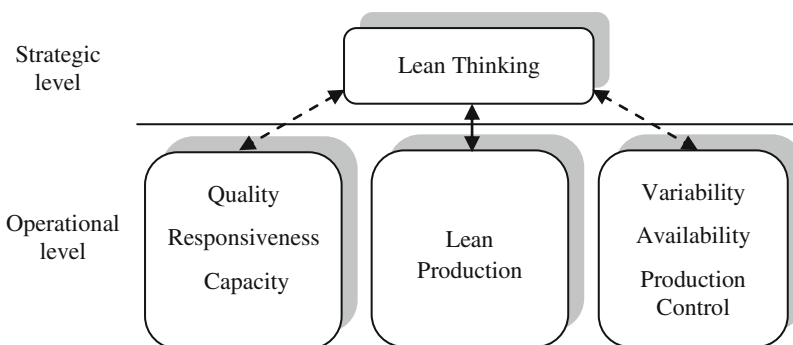 Strategic
level
Lean Thinking
Operational
level
Quality
Responsiveness
Capacity
Lean
Production
Variability
Availability
Production
Control